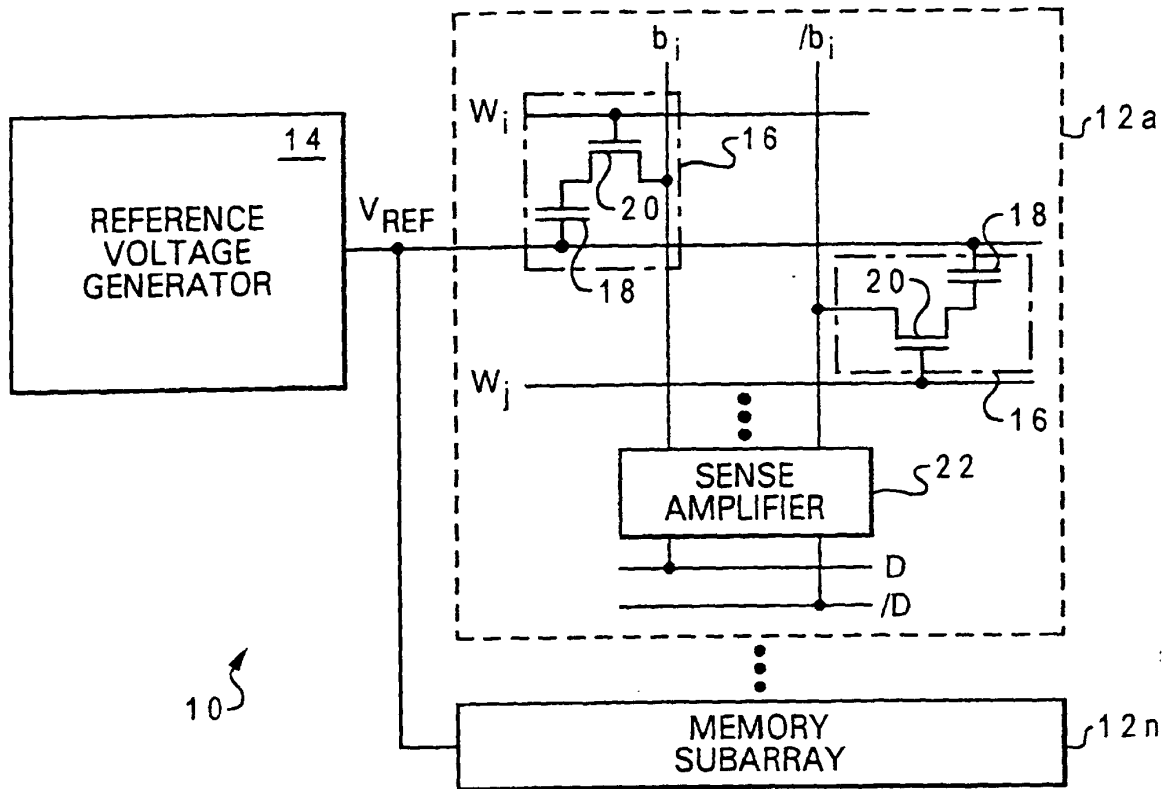 b_i /b_i
W_i
12a
14
16
REFERENCE
VOLTAGE
GENERATOR
V_REF
20
18
18
20
W_j
16
SENSE
AMPLIFIER
22
D
/D
10
MEMORY
SUBARRAY
12n